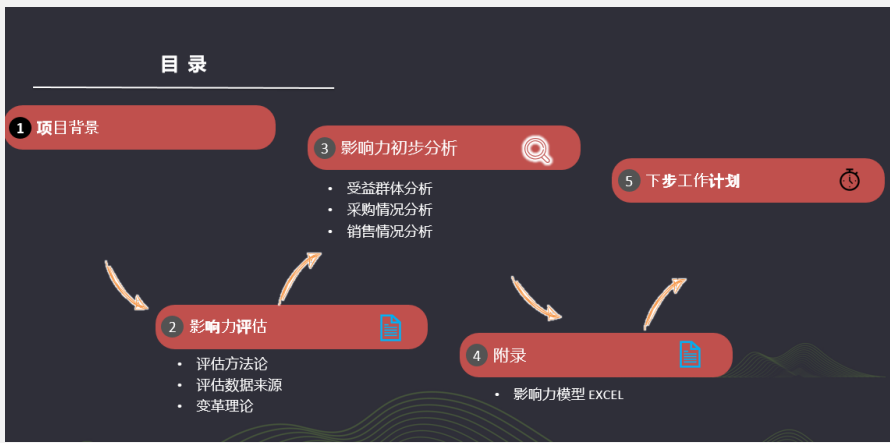 目 录
1 项目背景
2 影响力评估
• 评估方法论
• 评估数据来源
• 变革理论
3 影响力初步分析
• 受益群体分析
• 采购情况分析
• 销售情况分析
4 附录
• 影响力模型 EXCEL
5 下步工作计划